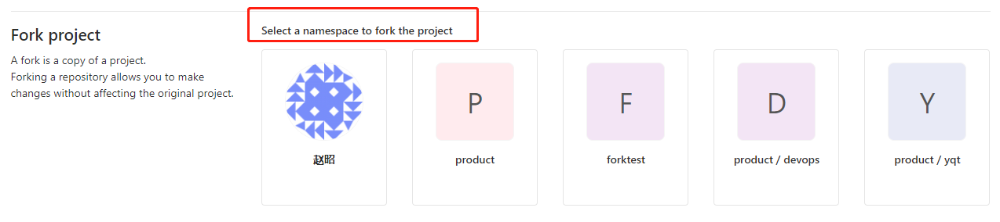 Fork project
A fork is a copy of a project.
Forking a repository allows you to make
changes without affecting the original project.
Select a namespace to fork the project
赵昭
P
product
F
forktest
D
product / devops
Y
product / yqt